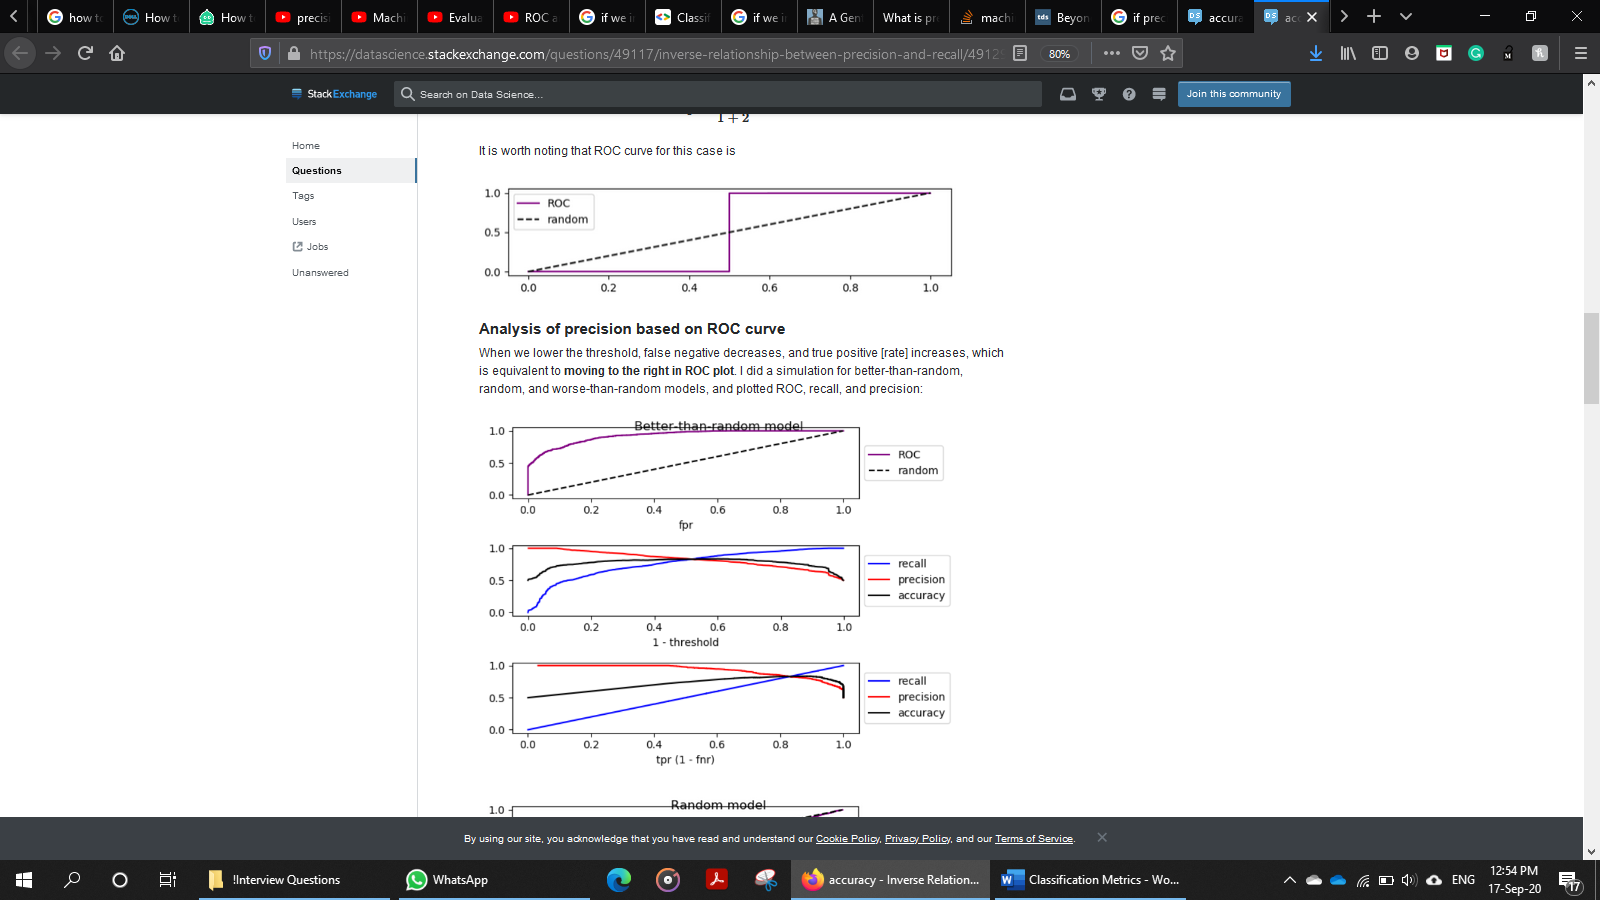 how to
How to
How to
precisi
Machi
Evalua
ROC a
if we i
Classif
if we i
A Gen
What is pr
machi
tds Beyon
if prec
DS accura
DS acc
https://datascience.stackexchange.com/questions/49117/inverse-relationship-between-precision-and-recall/4912
80%
StackExchange
Search on Data Science...
Join this community
Home
Questions
Tags
Users
Jobs
Unanswered
1 + 2
It is worth noting that ROC curve for this case is
1.0
0.5
0.0
ROC
random
0.0 0.2 0.4 0.6 0.8 1.0
Analysis of precision based on ROC curve
When we lower the threshold, false negative decreases, and true positive [rate] increases, which
is equivalent to moving to the right in ROC plot. I did a simulation for better-than-random,
random, and worse-than-random models, and plotted ROC, recall, and precision:
Better-than-random model
1.0
0.5
0.0
ROC
random
0.0 0.2 0.4 0.6 0.8 1.0
fpr
1.0
0.5
0.0
recall
precision
accuracy
0.0 0.2 0.4 0.6 0.8 1.0
1 - threshold
1.0
0.5
0.0
recall
precision
accuracy
0.0 0.2 0.4 0.6 0.8 1.0
tpr (1 - fnr)
Random model
1.0
By using our site, you acknowledge that you have read and understand our Cookie Policy, Privacy Policy, and our Terms of Service.
!Interview Questions
WhatsApp
accuracy - Inverse Relation...
Classification Metrics - Wo...
ENG
12:54 PM
17-Sep-20
17